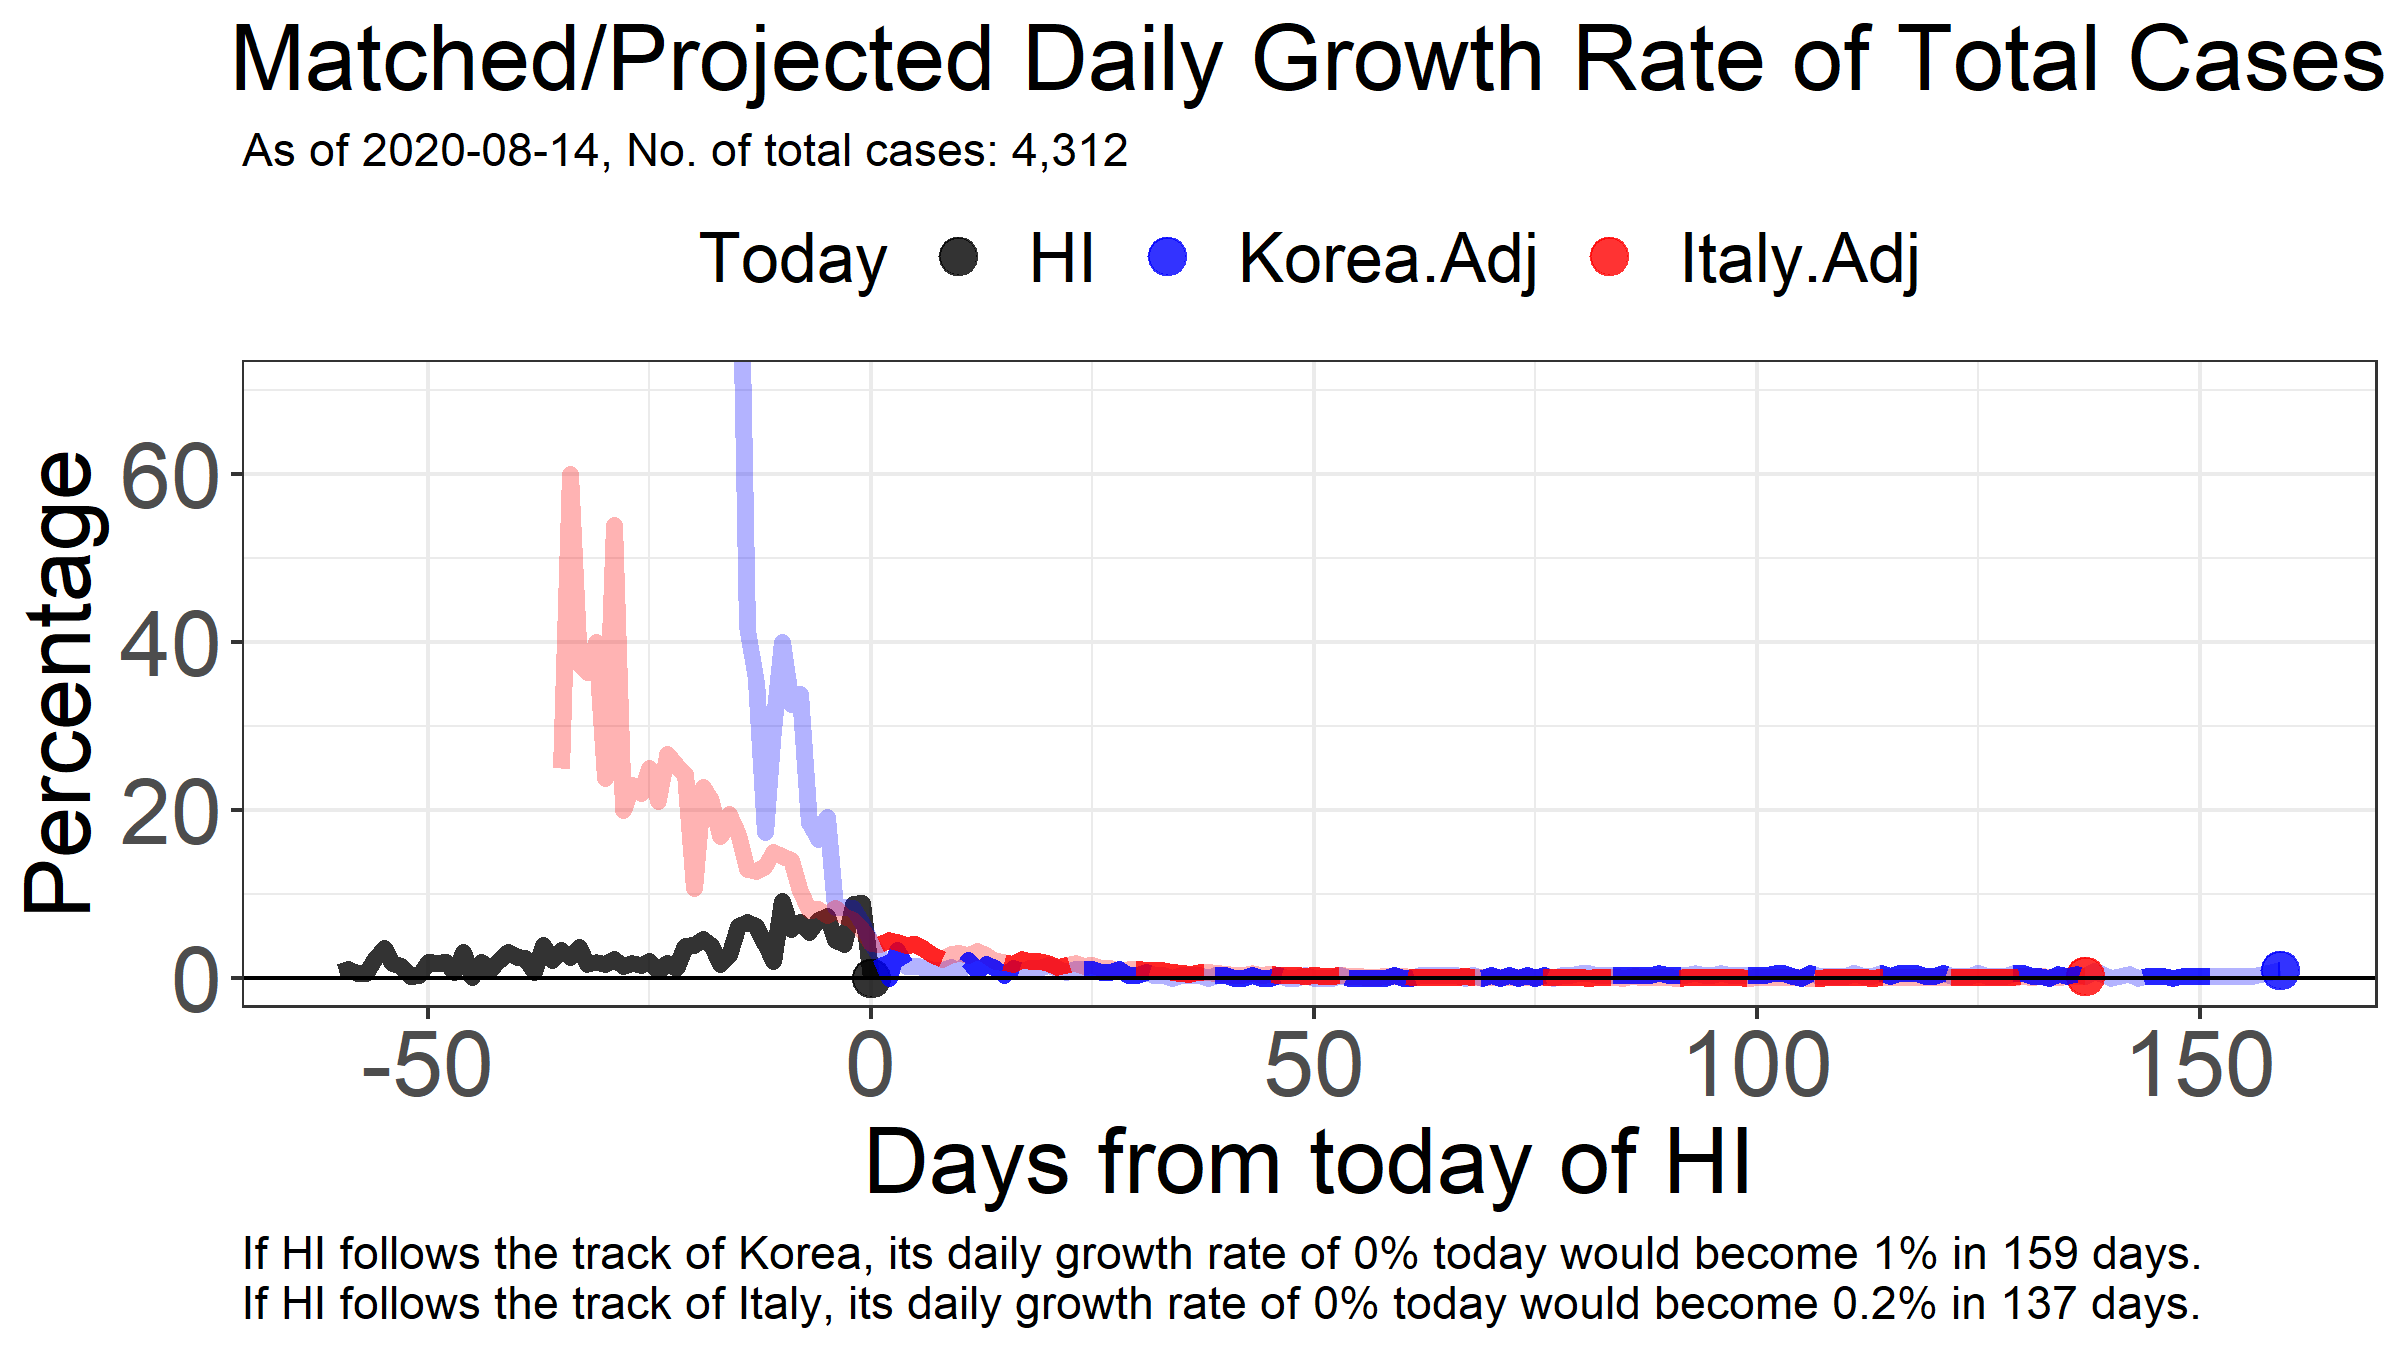 Matched/Projected Daily Growth Rate of Total Cases
As of 2020-08-14, No. of total cases: 4,312
Today HI Korea.Adj Italy.Adj
Percentage
60
40
20
0
-50 0 50 100 150
Days from today of HI
If HI follows the track of Korea, its daily growth rate of 0% today would become 1% in 159 days.
If HI follows the track of Italy, its daily growth rate of 0% today would become 0.2% in 137 days.